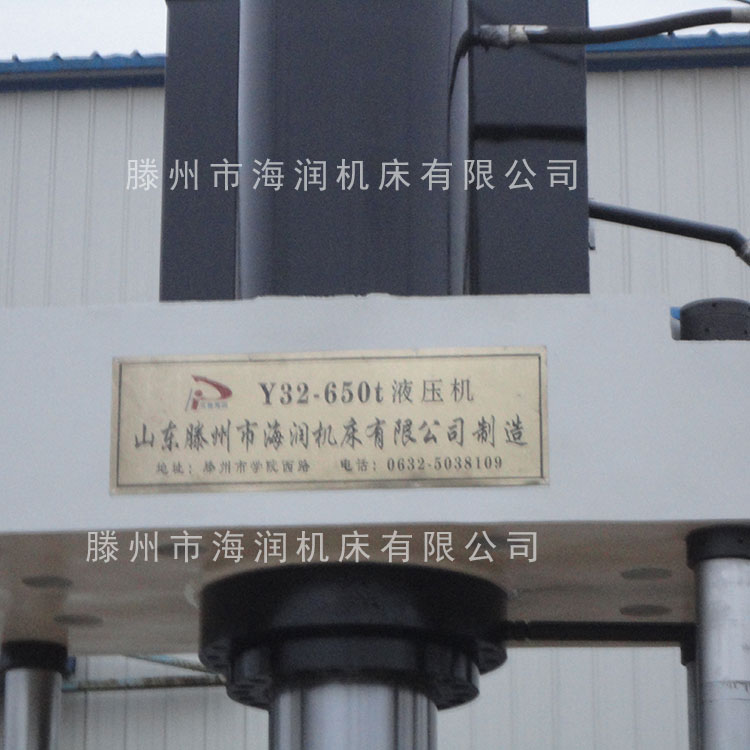 滕州市海润机床有限公司
Y32-650t 液压机
山东滕州市海润机床有限公司制造
地址：滕州市学院西路 电话：0632-5038109
滕州市海润机床有限公司